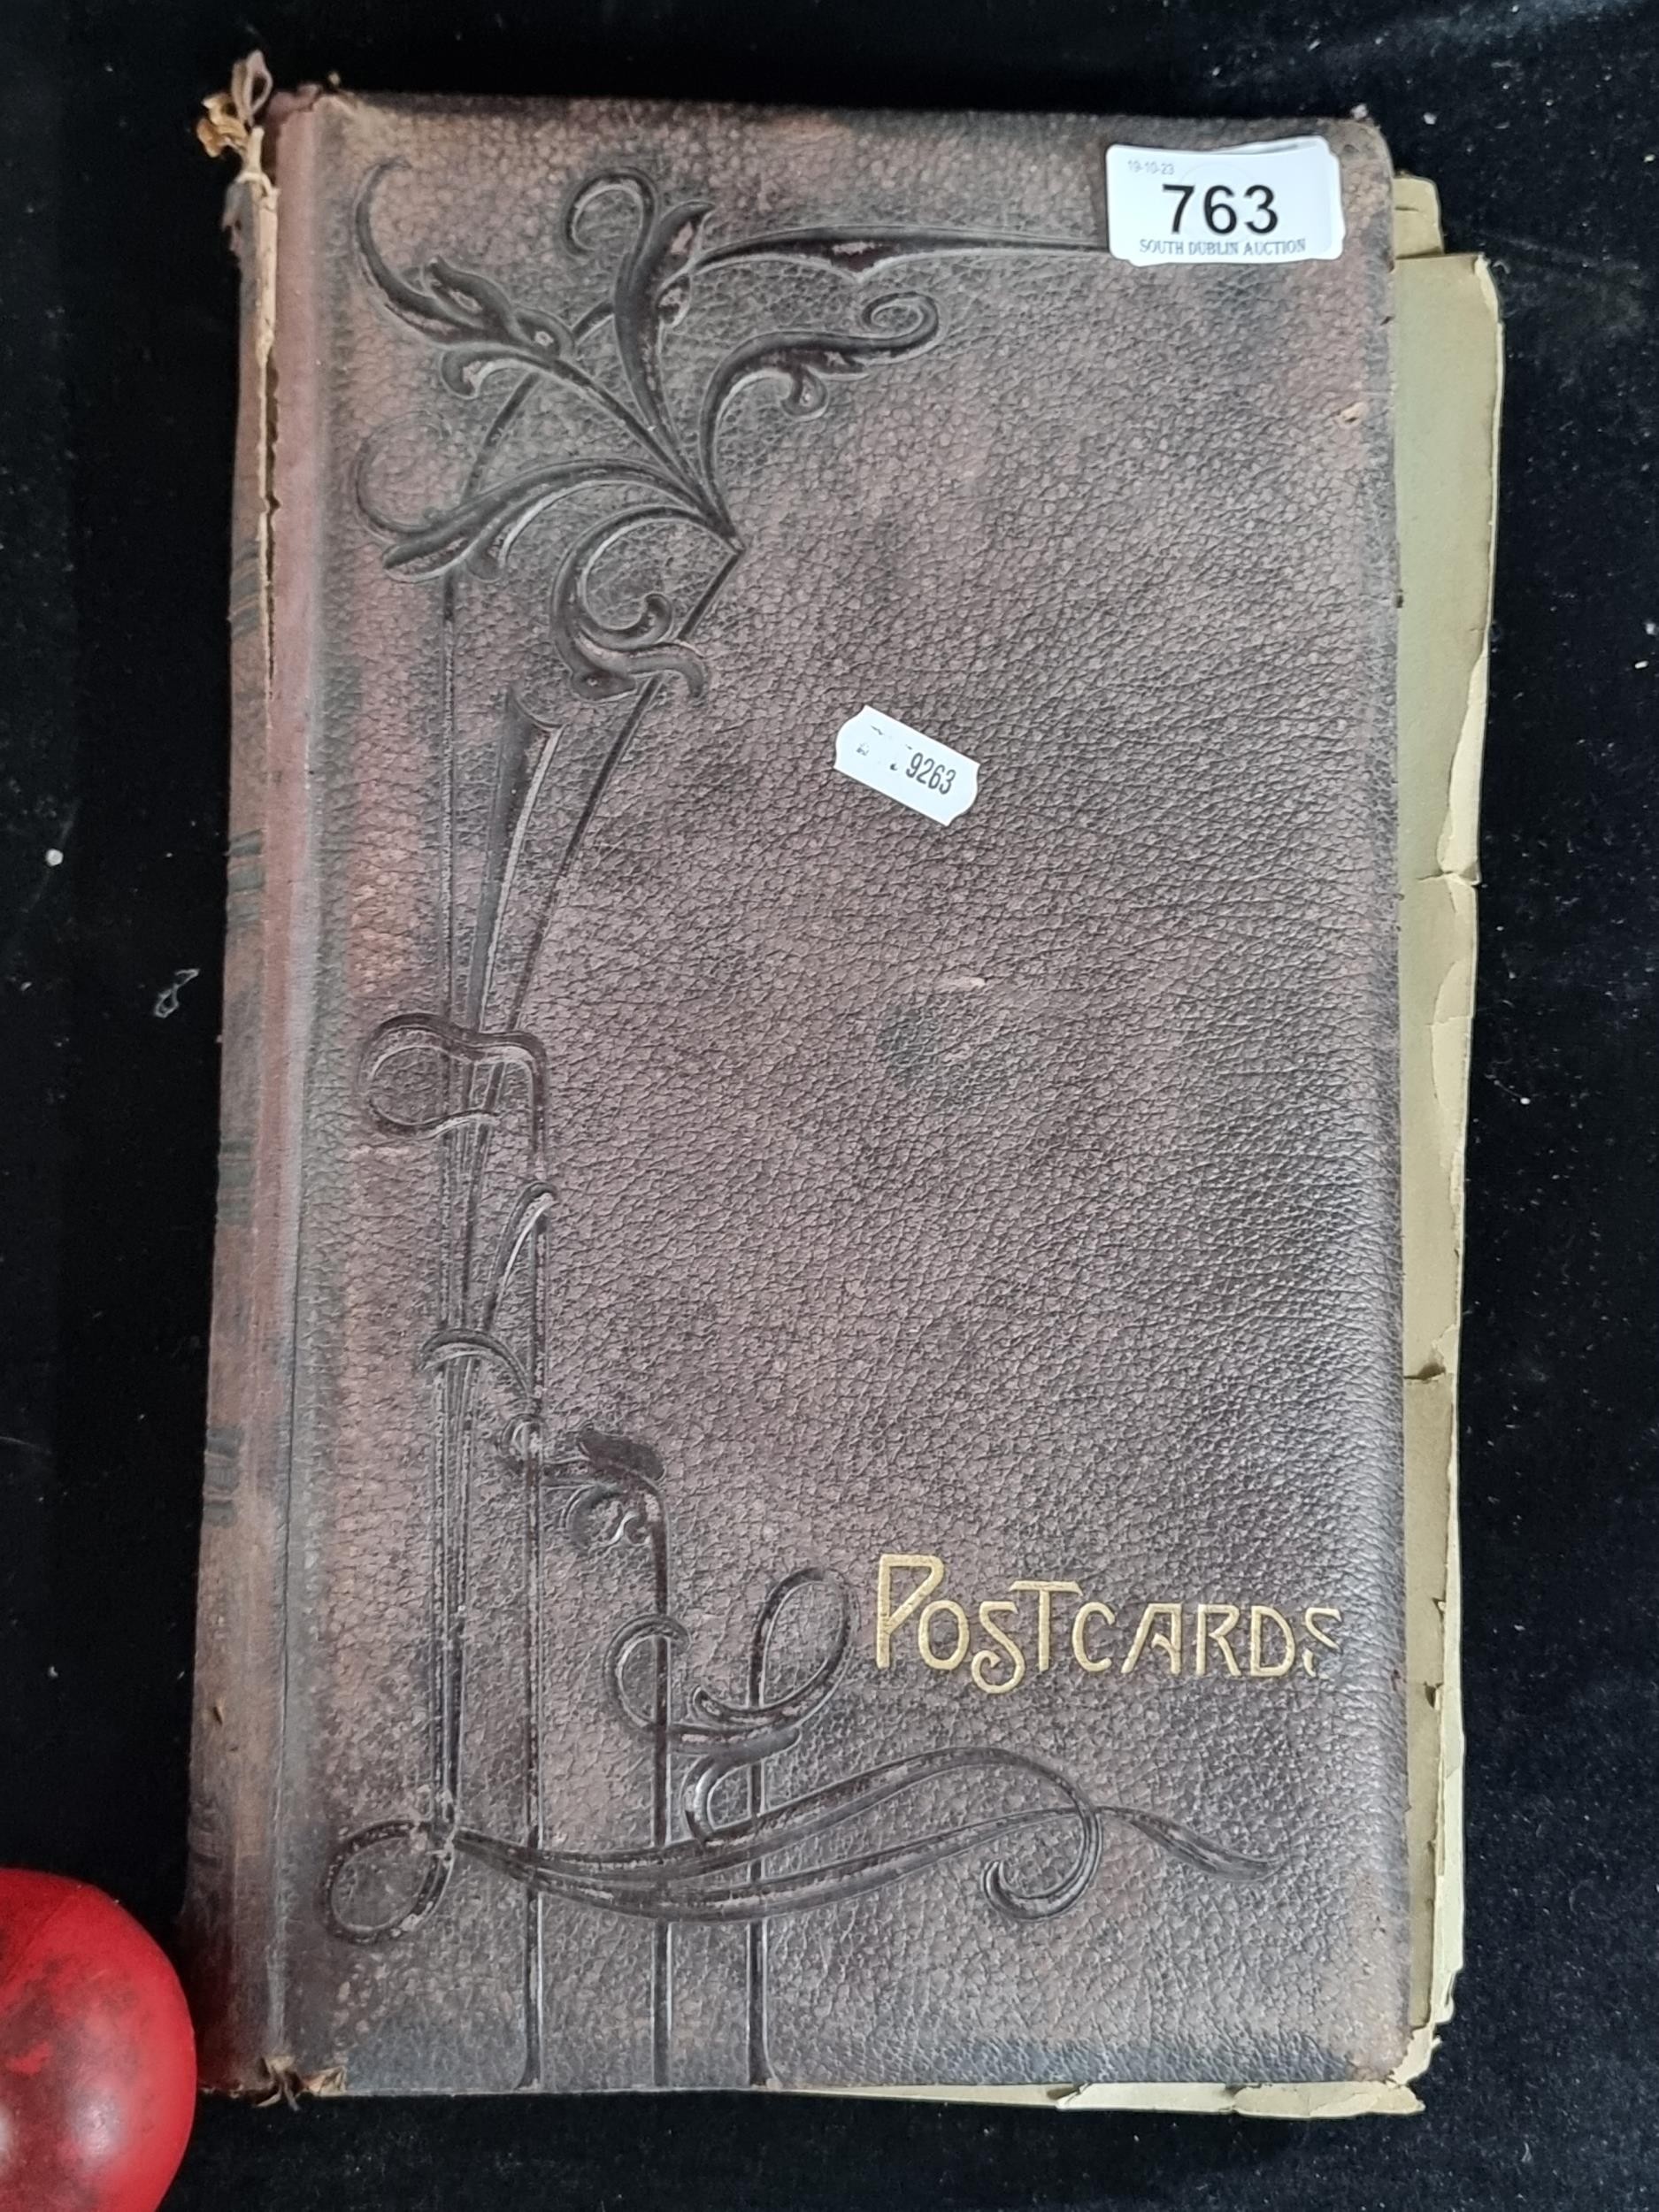 19-10-23
763
SOUTH DUBLIN AUCTION
9263
POSTCARDS